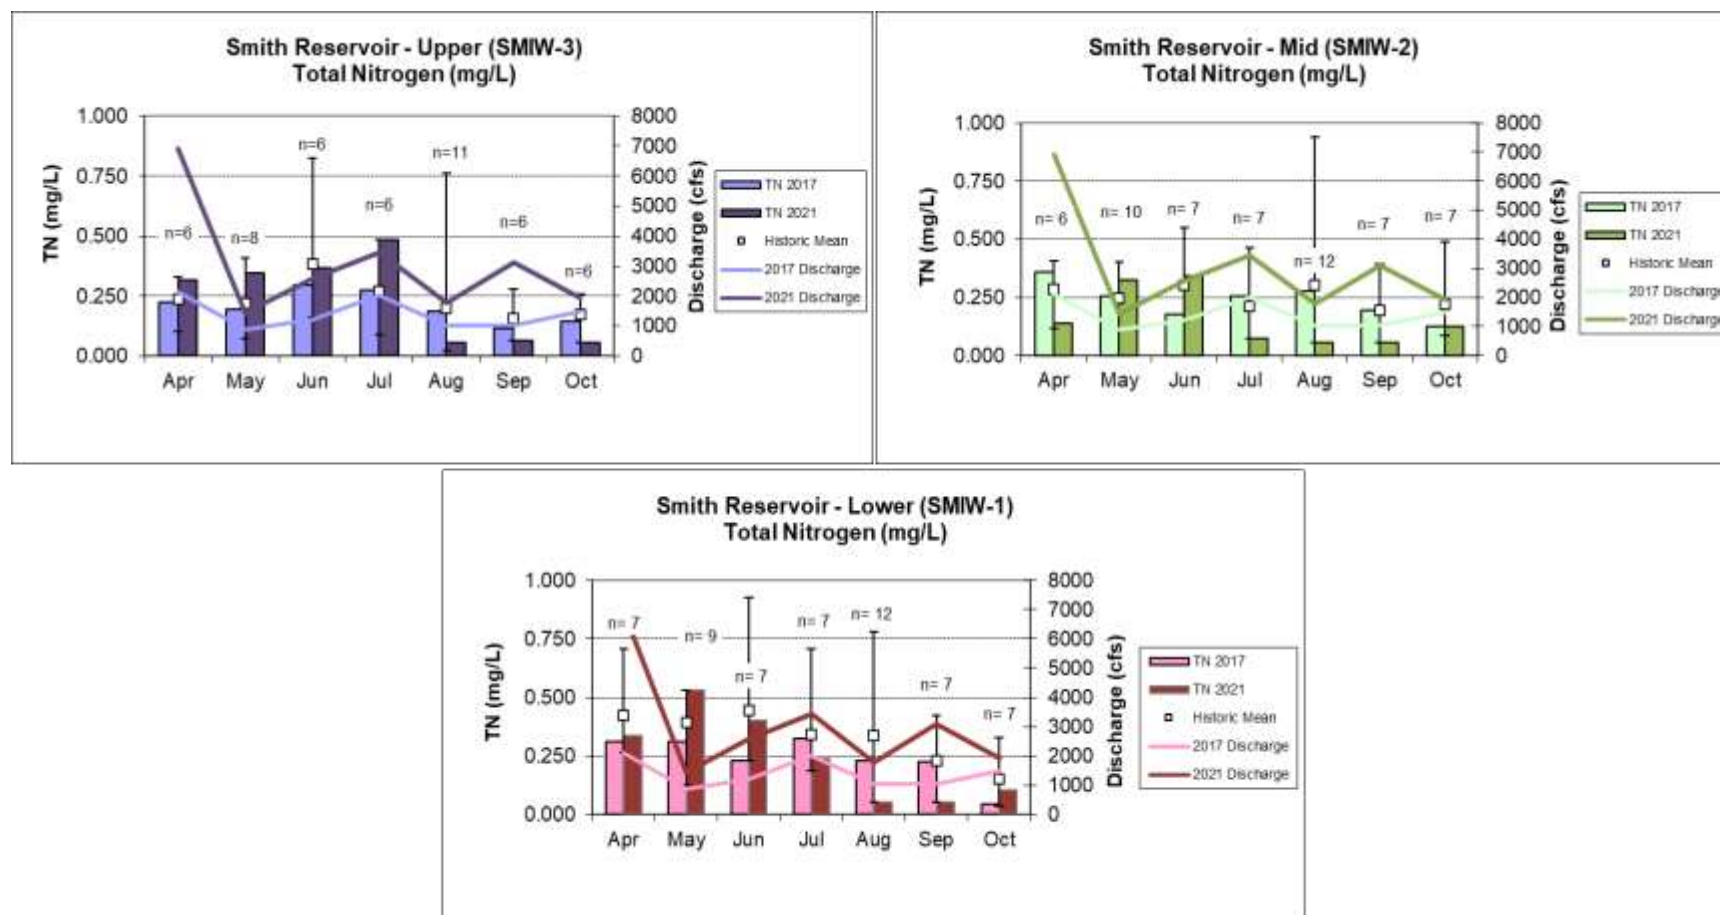 Smith Reservoir - Upper (SMIW-3)
Total Nitrogen (mg/L)
TN (mg/L)
1.000
0.750
0.500
0.250
0.000
n=6
n=8
n=6
n=6
n=11
n=6
n=6
Apr May Jun Jul Aug Sep Oct
8000
7000
6000
5000
4000
3000
2000
1000
0
Discharge (cfs)
TN 2017
TN 2021
Historic Mean
2017 Discharge
2021 Discharge
Smith Reservoir - Mid (SMIW-2)
Total Nitrogen (mg/L)
TN (mg/L)
1.000
0.750
0.500
0.250
0.000
n= 6
n= 10
n= 7
n= 7
n= 12
n= 7
n= 7
Apr May Jun Jul Aug Sep Oct
8000
7000
6000
5000
4000
3000
2000
1000
0
Discharge (cfs)
TN 2017
TN 2021
Historic Mean
2017 Discharge
2021 Discharge
Smith Reservoir - Lower (SMIW-1)
Total Nitrogen (mg/L)
TN (mg/L)
1.000
0.750
0.500
0.250
0.000
n= 7
n= 9
n= 7
n= 7
n= 12
n= 7
n= 7
Apr May Jun Jul Aug Sep Oct
8000
7000
6000
5000
4000
3000
2000
1000
0
Discharge (cfs)
TN 2017
TN 2021
Historic Mean
2017 Discharge
2021 Discharge